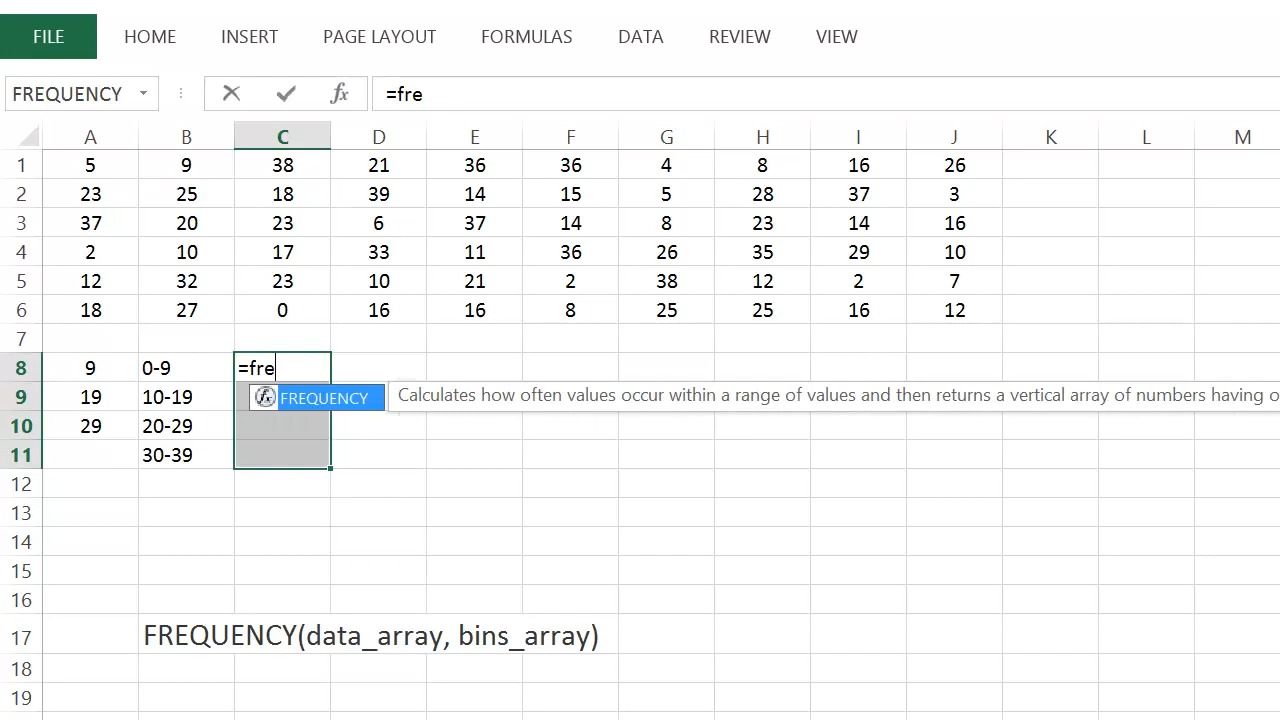 FILE HOME INSERT PAGE LAYOUT FORMULAS DATA REVIEW VIEW
FREQUENCY fx =fre
A B C D E F G H I J K L M
1 5 9 38 21 36 36 4 8 16 26
2 23 25 18 39 14 15 5 28 37 3
3 37 20 23 6 37 14 8 23 14 16
4 2 10 17 33 11 36 26 35 29 10
5 12 32 23 10 21 2 38 12 2 7
6 18 27 0 16 16 8 25 25 16 12
7
8 9 0-9 =fre
9 19 10-19 fx FREQUENCY Calculates how often values occur within a range of values and then returns a vertical array of numbers having o
10 29 20-29
11 30-39
12
13
14
15
16
17 FREQUENCY(data_array, bins_array)
18
19